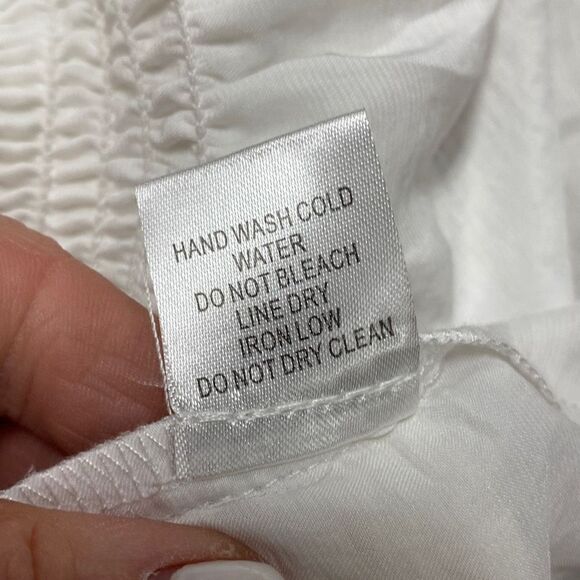 HAND WASH COLD
WATER
DO NOT BLEACH
LINE DRY
IRON LOW
DO NOT DRY CLEAN